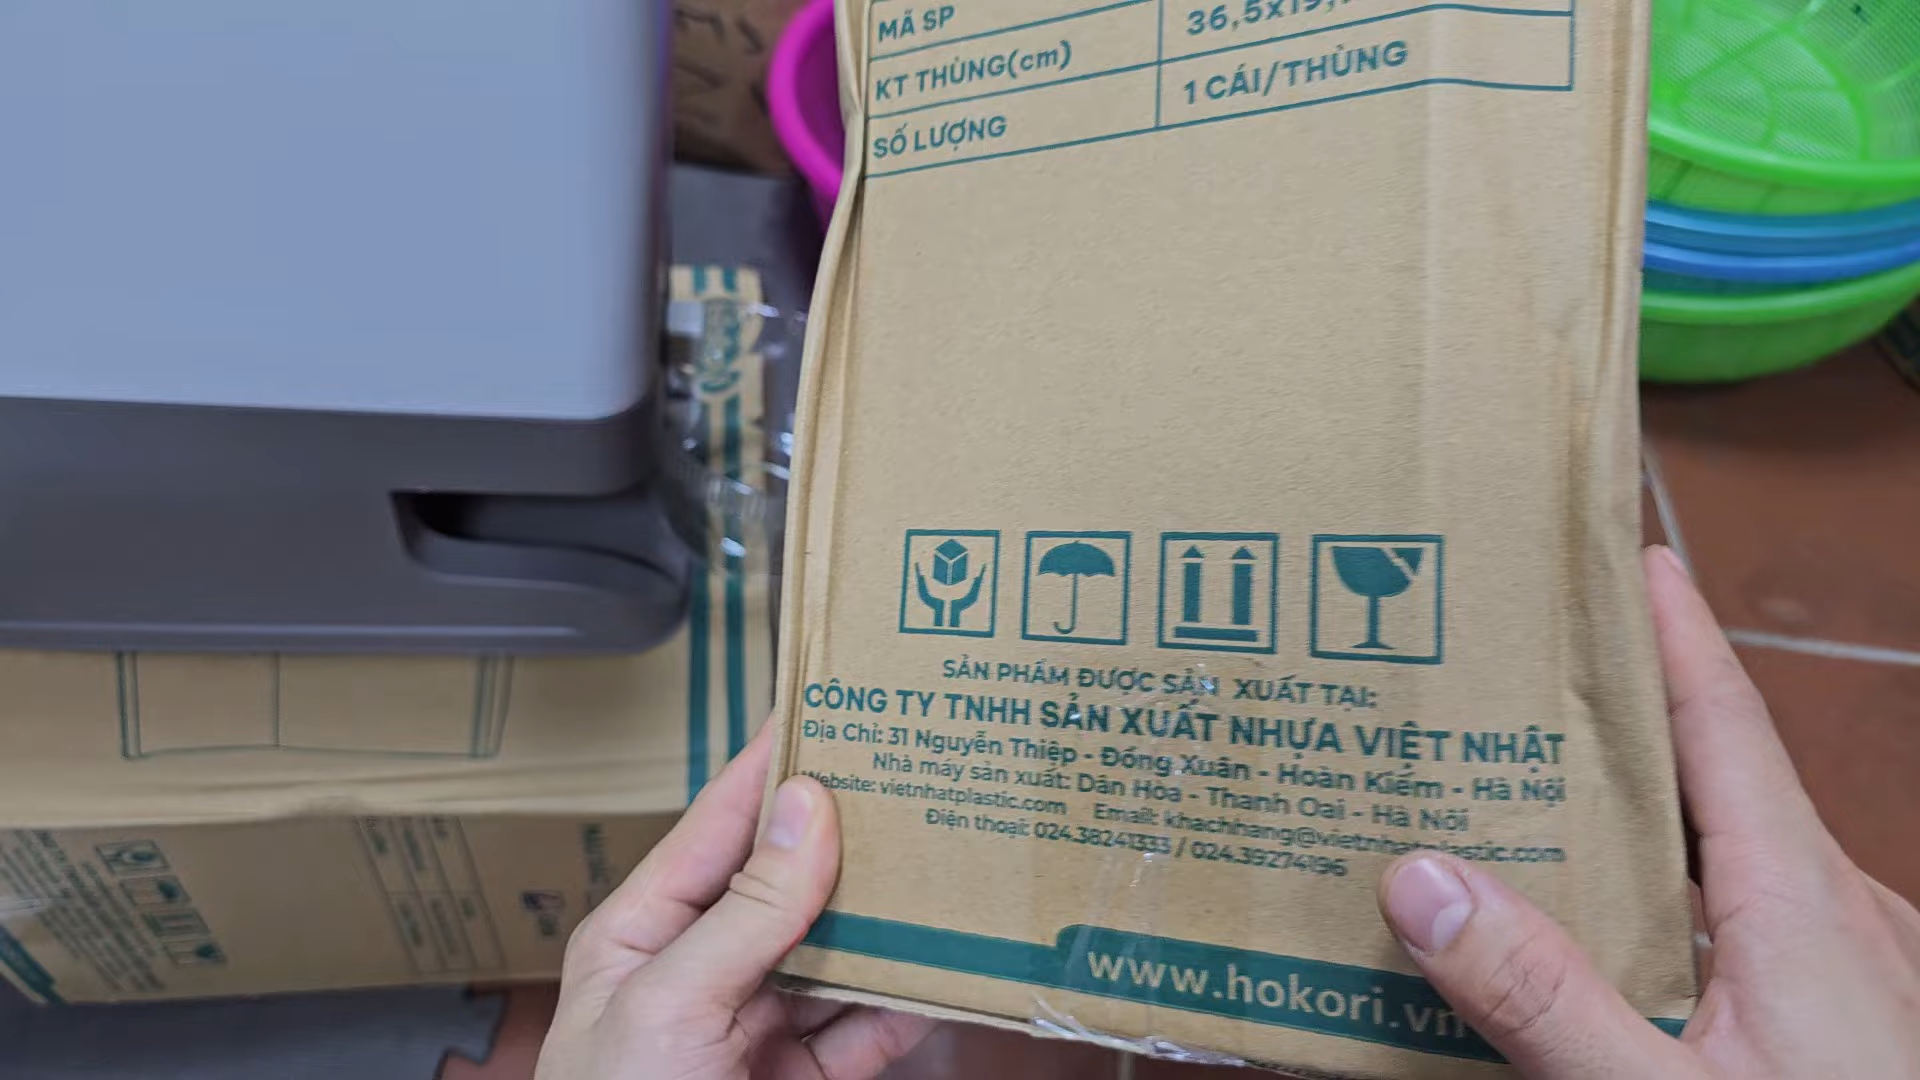 MÃ SP
36,5x19,
KT THÙNG(cm)
1 CÁI/THÙNG
SỐ LƯỢNG
SẢN PHẨM ĐƯỢC SẢN XUẤT TẠI:
CÔNG TY TNHH SẢN XUẤT NHỰA VIỆT NHẬT
Địa Chỉ: 31 Nguyễn Thiệp - Đồng Xuân - Hoàn Kiếm - Hà Nội
Nhà máy sản xuất: Dân Hòa - Thanh Oai - Hà Nội
Website: vietnhatplastic.com Email: khachhang@vietnhatplastic.com
Điện thoại: 024.38241333 / 024.39274196
www.hokori.vn